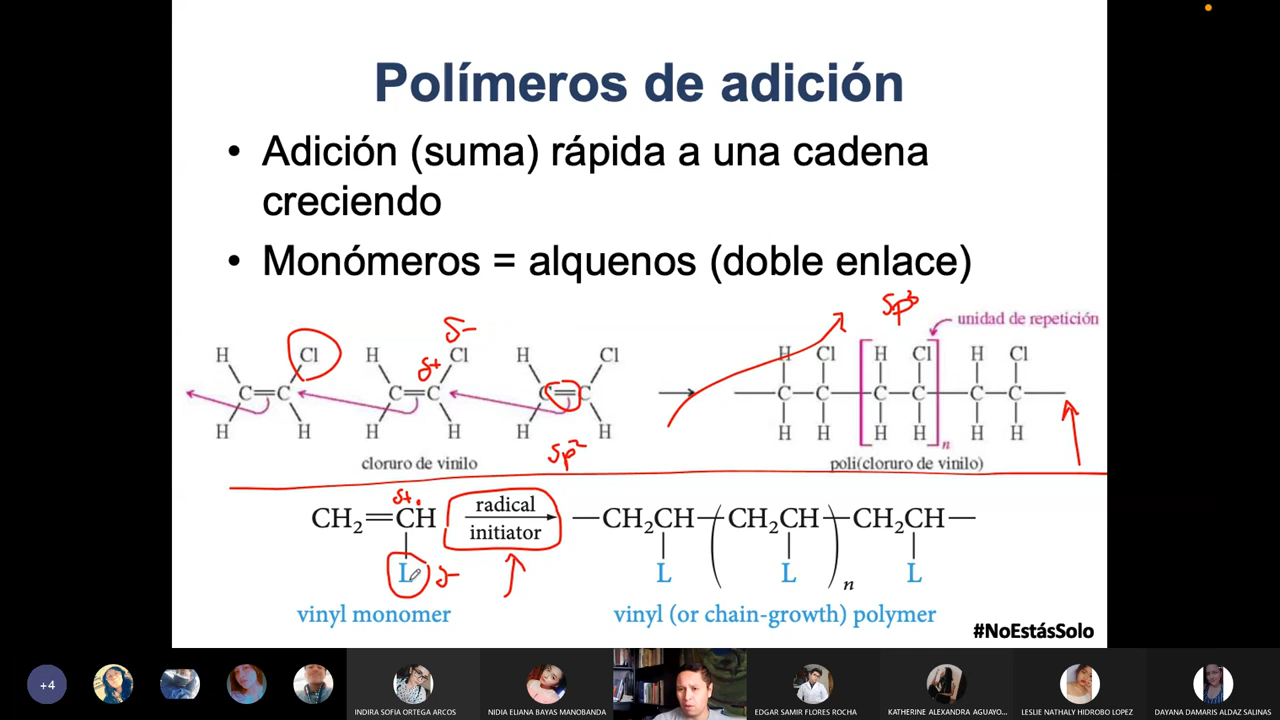 Polímeros de adición
• Adición (suma) rápida a una cadena
creciendo
• Monómeros = alquenos (doble enlace)
sp³
δ-
unidad de repetición
H Cl H Cl H Cl H Cl H Cl H Cl
δ+
C=C C=C C=C C C C C C C
H H H H H H H H H H H H
n
sp²
cloruro de vinilo poli(cloruro de vinilo)
δ+
radical
CH₂=CH —CH₂CH—(CH₂CH)—CH₂CH—
initiator
L δ- L L n L
vinyl monomer vinyl (or chain-growth) polymer
#NoEstásSolo
+4
INDIRA SOFIA ORTEGA ARCOS NIDIA ELIANA BAYAS MANOBANDA EDGAR SAMIR FLORES ROCHA KATHERINE ALEXANDRA AGUAYO... LESLIE NATHALY HIDROBO LOPEZ DAYANA DAMARIS ALDAZ SALINAS